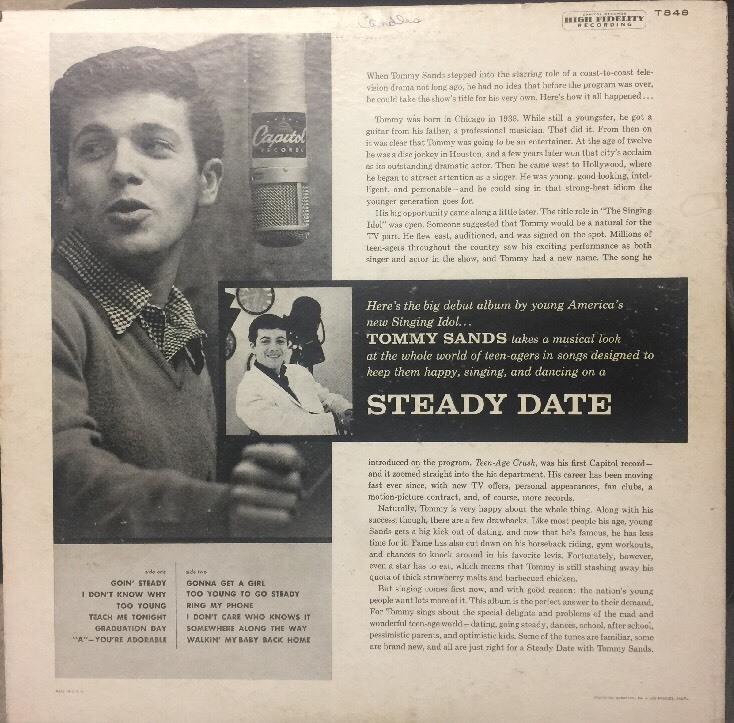 Candles
CAPITOL RECORDS
HIGH FIDELITY
RECORDING
T848
Capitol
RECORDS
When Tommy Sands stepped into the starring role of a coast-to-coast tele-
vision drama not long ago, he had no idea that before the program was over,
he could take the show's title for his very own. Here's how it all happened...
Tommy was born in Chicago in 1938. While still a youngster, he got a
guitar from his father, a professional musician. That did it. From then on
it was clear that Tommy was going to be an entertainer. At the age of twelve
he was a disc jockey in Houston, and a few years later won that city's acclaim
as its outstanding dramatic actor. Then he came west to Hollywood, where
he began to attract attention as a singer. He was young, good looking, intel-
ligent, and personable—and he could sing in that strong-beat idiom the
younger generation goes for.
His big opportunity came along a little later. The title role in "The Singing
Idol" was open. Someone suggested that Tommy would be a natural for the
TV part. He flew east, auditioned, and was signed on the spot. Millions of
teen-agers throughout the country saw his exciting performance as both
singer and actor in the show, and Tommy had a new name. The song he
Here's the big debut album by young America's
new Singing Idol...
TOMMY SANDS takes a musical look
at the whole world of teen-agers in songs designed to
keep them happy, singing, and dancing on a
STEADY DATE
introduced on the program, Teen-Age Crush, was his first Capitol record—
and it zoomed straight into the hit department. His career has been moving
fast ever since, with new TV offers, personal appearances, fan clubs, a
motion-picture contract, and, of course, more records.
Naturally, Tommy is very happy about the whole thing. Along with his
success, though, there are a few drawbacks. Like most people his age, young
Sands gets a big kick out of dating, and now that he's famous, he has less
time for it. Fame has also cut down on his horseback riding, gym workouts,
and chances to knock around in his favorite levis. Fortunately, however,
even a star has to eat, which means that Tommy is still stashing away his
quota of thick strawberry malts and barbecued chicken.
But singing comes first now, and with good reason: the nation's young
people want lots more of it. This album is the perfect answer to their demand.
For Tommy sings about the special delights and problems of the mad and
wonderful teen-age world—dating, going steady, dances, school, after school,
pessimistic parents, and optimistic kids. Some of the tunes are familiar, some
are brand new, and all are just right for a Steady Date with Tommy Sands.
side one
GOIN' STEADY
I DON'T KNOW WHY
TOO YOUNG
TEACH ME TONIGHT
GRADUATION DAY
"A"—YOU'RE ADORABLE
side two
GONNA GET A GIRL
TOO YOUNG TO GO STEADY
RING MY PHONE
I DON'T CARE WHO KNOWS IT
SOMEWHERE ALONG THE WAY
WALKIN' MY BABY BACK HOME